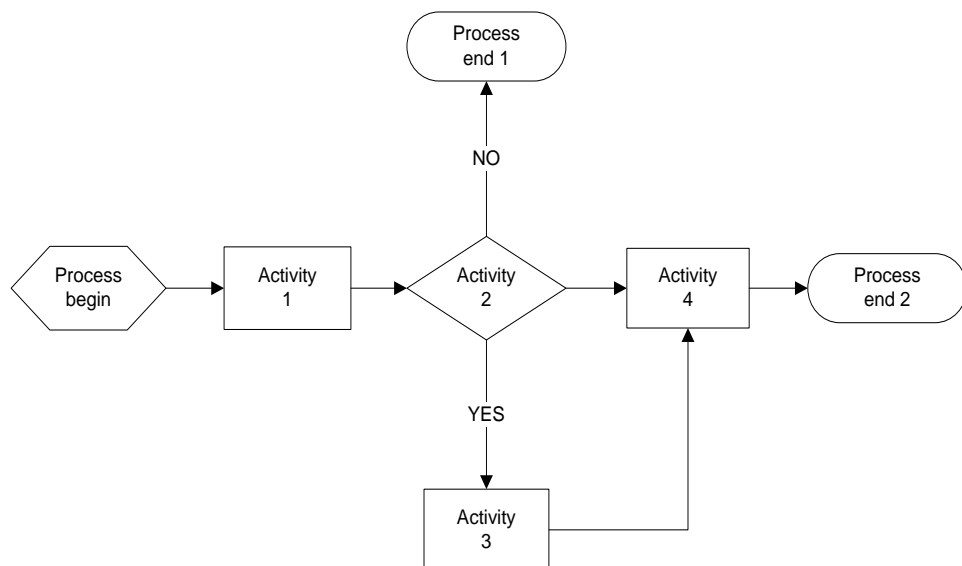 Process
end 1
NO
Process
begin
Activity
1
Activity
2
Activity
4
Process
end 2
YES
Activity
3